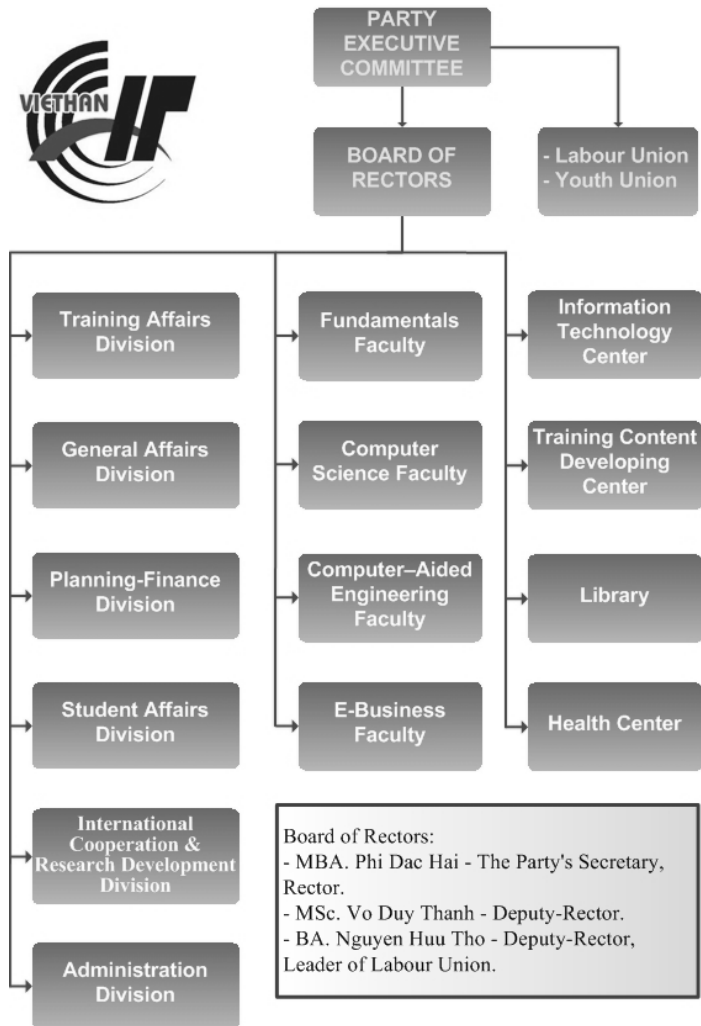 PARTY
EXECUTIVE
COMMITTEE
VIETHAN IT
BOARD OF
RECTORS
- Labour Union
- Youth Union
Training Affairs
Division
Fundamentals
Faculty
Information
Technology
Center
General Affairs
Division
Computer
Science Faculty
Training Content
Developing
Center
Planning-Finance
Division
Computer–Aided
Engineering
Faculty
Library
Student Affairs
Division
E-Business
Faculty
Health Center
International
Cooperation &
Research Development
Division
Administration
Division
Board of Rectors:
- MBA. Phi Dac Hai - The Party's Secretary,
Rector.
- MSc. Vo Duy Thanh - Deputy-Rector.
- BA. Nguyen Huu Tho - Deputy-Rector,
Leader of Labour Union.